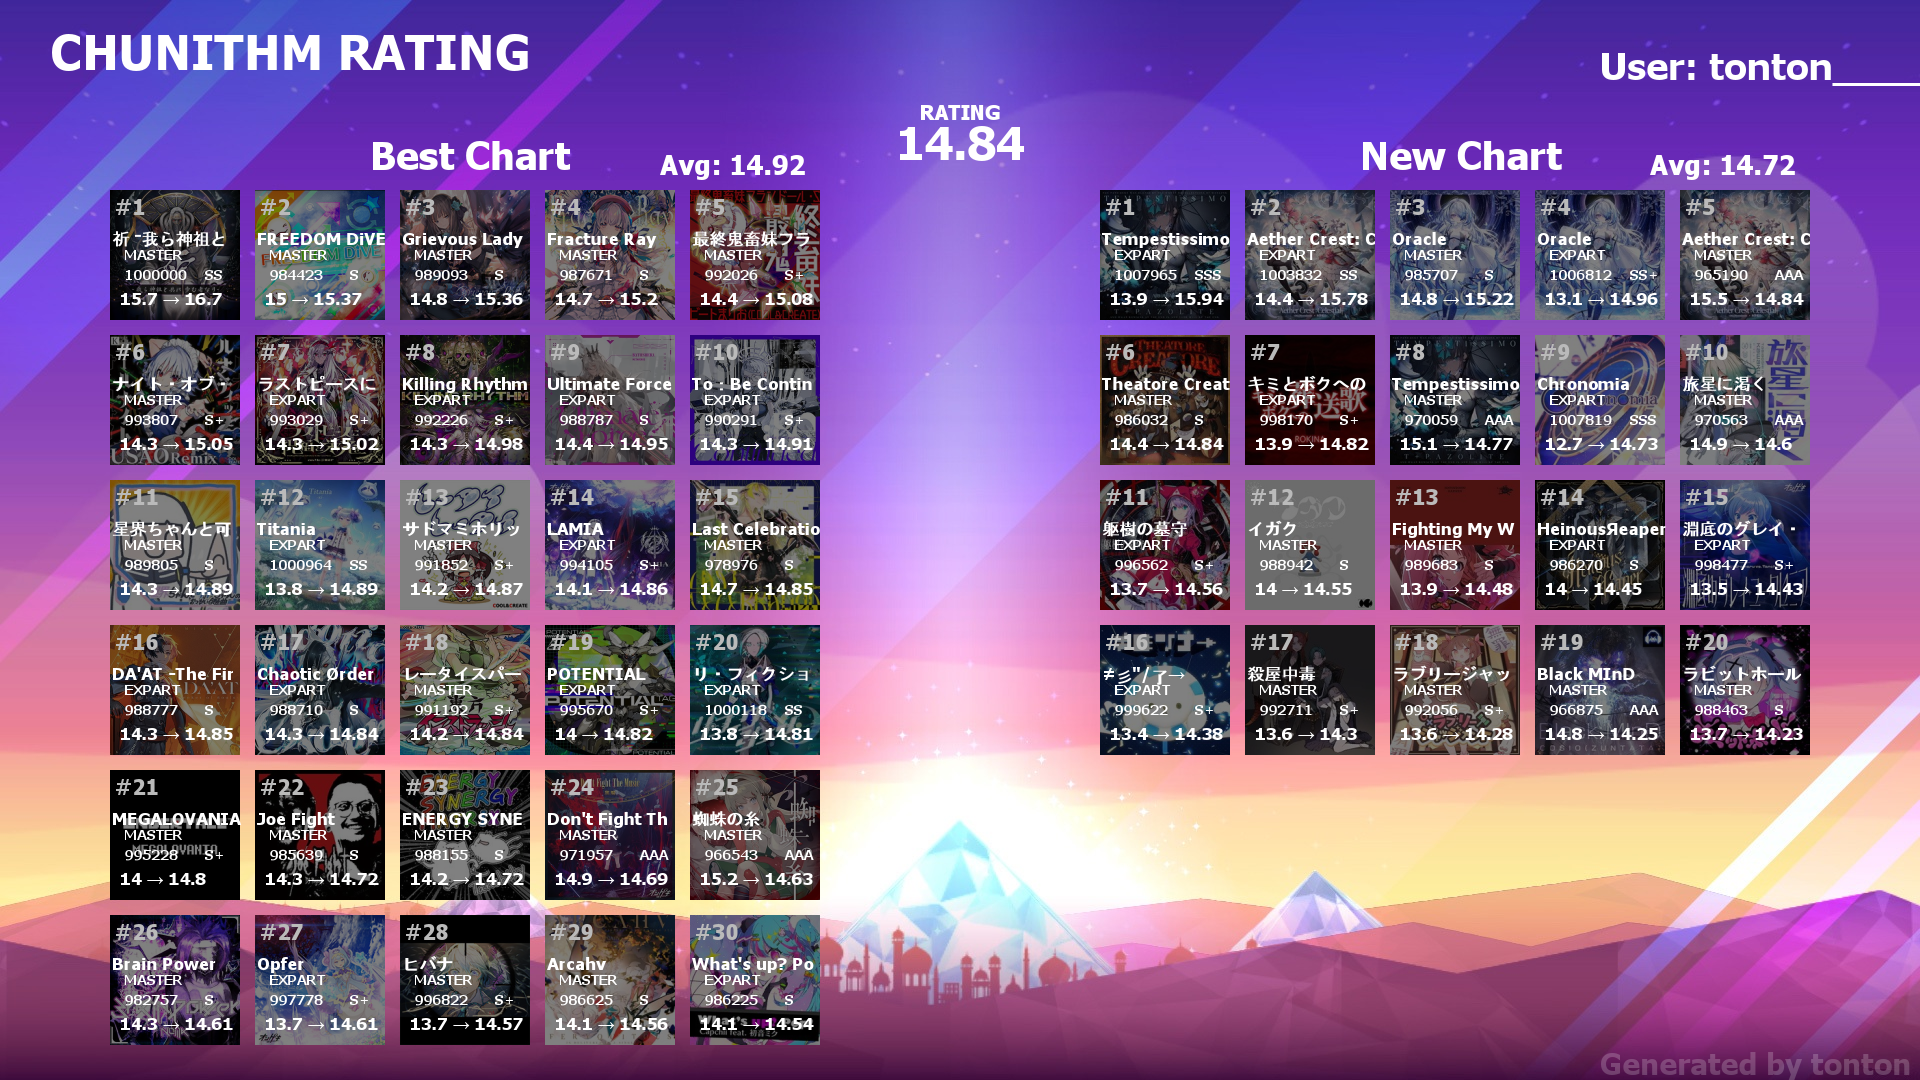 CHUNITHM RATING
User: tonton_____
RATING
14.84
Best Chart
Avg: 14.92
#1
祈 -我ら神祖と
MASTER
1000000 SS
15.7 → 16.7
#2
FREEDOM DiVE
MASTER
984423 S
15 → 15.37
#3
Grievous Lady
MASTER
989093 S
14.8 → 15.36
#4
Fracture Ray
MASTER
987671 S
14.7 → 15.2
#5
最終鬼畜妹フラ
MASTER
992026 S+
14.4 → 15.08
#6
ナイト・オブ・
MASTER
993807 S+
14.3 → 15.05
#7
ラストピースに
EXPART
993029 S+
14.3 → 15.02
#8
Killing Rhythm
EXPART
992226 S+
14.3 → 14.98
#9
Ultimate Force
EXPART
988787 S
14.4 → 14.95
#10
To：Be Contin
EXPART
990291 S+
14.3 → 14.91
#11
星界ちゃんと可
MASTER
989805 S
14.3 → 14.89
#12
Titania
EXPART
1000964 SS
13.8 → 14.89
#13
サドマミホリッ
MASTER
991852 S+
14.2 → 14.87
#14
LAMIA
EXPART
994105 S+
14.1 → 14.86
#15
Last Celebratio
MASTER
978976 S
14.7 → 14.85
#16
DA'AT -The Fir
EXPART
988777 S
14.3 → 14.85
#17
Chaotic Ørder
EXPART
988710 S
14.3 → 14.84
#18
レータイスパー
MASTER
991192 S+
14.2 → 14.84
#19
POTENTIAL
EXPART
995670 S+
14 → 14.82
#20
リ・フィクショ
EXPART
1000118 SS
13.8 → 14.81
#21
MEGALOVANIA
MASTER
995228 S+
14 → 14.8
#22
Joe Fight
MASTER
985639 S
14.3 → 14.72
#23
ENERGY SYNE
MASTER
988155 S
14.2 → 14.72
#24
Don't Fight Th
MASTER
971957 AAA
14.9 → 14.69
#25
蜘蛛の糸
MASTER
966543 AAA
15.2 → 14.63
#26
Brain Power
MASTER
982757 S
14.3 → 14.61
#27
Opfer
EXPART
997778 S+
13.7 → 14.61
#28
ヒバナ
MASTER
996822 S+
13.7 → 14.57
#29
Arcahv
MASTER
986625 S
14.1 → 14.56
#30
What's up? Po
EXPART
986225 S
14.1 → 14.54
New Chart
Avg: 14.72
#1
Tempestissimo
EXPART
1007965 SSS
13.9 → 15.94
#2
Aether Crest: C
EXPART
1003832 SS
14.4 → 15.78
#3
Oracle
MASTER
985707 S
14.8 → 15.22
#4
Oracle
EXPART
1006812 SS+
13.1 → 14.96
#5
Aether Crest: C
MASTER
965190 AAA
15.5 → 14.84
#6
Theatore Creat
MASTER
986032 S
14.4 → 14.84
#7
キミとボクへの
EXPART
998170 S+
13.9 → 14.82
#8
Tempestissimo
MASTER
970059 AAA
15.1 → 14.77
#9
Chronomia
EXPART
1007819 SSS
12.7 → 14.73
#10
旅星に渇く
MASTER
970563 AAA
14.9 → 14.6
#11
躯樹の墓守
EXPART
996562 S+
13.7 → 14.56
#12
イガク
MASTER
988942 S
14 → 14.55
#13
Fighting My W
MASTER
989683 S
13.9 → 14.48
#14
HeinousЯeaper
EXPART
986270 S
14 → 14.45
#15
淵底のグレイ・
EXPART
998477 S+
13.5 → 14.43
#16
≠彡"/了→
EXPART
999622 S+
13.4 → 14.38
#17
殺屋中毒
MASTER
992711 S+
13.6 → 14.3
#18
ラブリージャッ
MASTER
992056 S+
13.6 → 14.28
#19
Black MInD
MASTER
966875 AAA
14.8 → 14.25
#20
ラビットホール
MASTER
988463 S
13.7 → 14.23
Generated by tonton